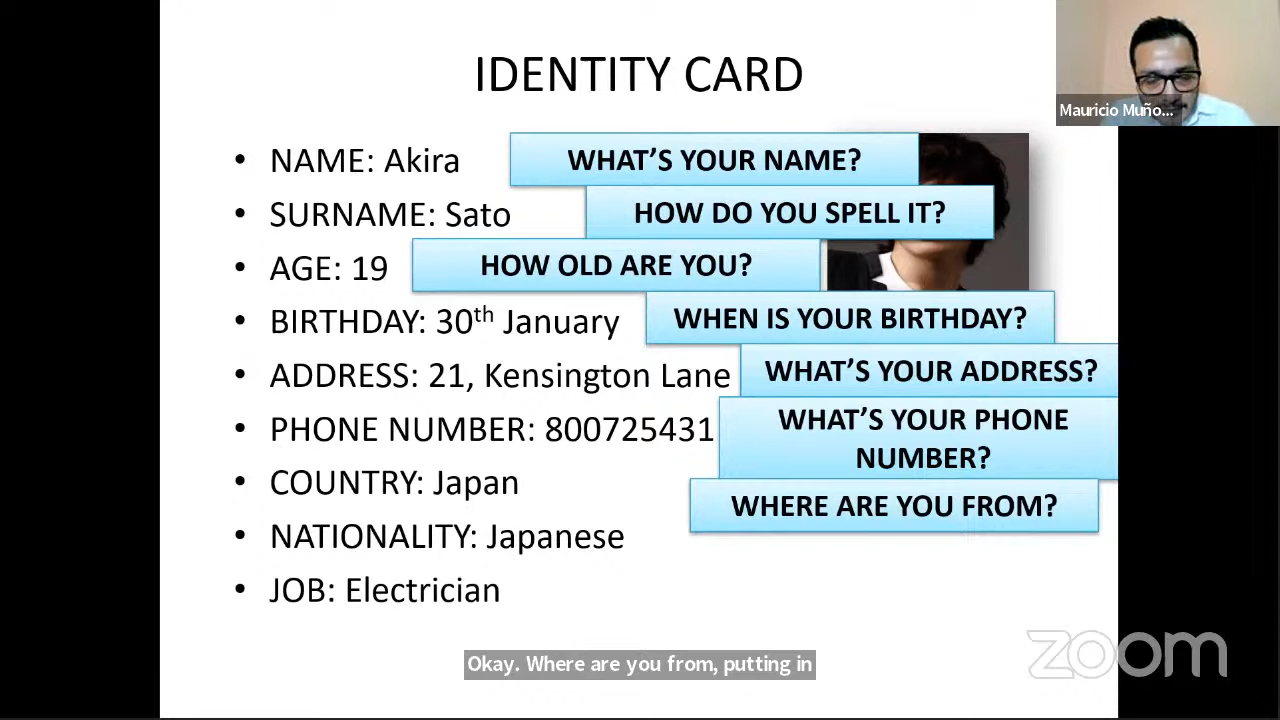 IDENTITY CARD
Mauricio Muño...
• NAME: Akira
WHAT'S YOUR NAME?
• SURNAME: Sato
HOW DO YOU SPELL IT?
• AGE: 19
HOW OLD ARE YOU?
• BIRTHDAY: 30th January
WHEN IS YOUR BIRTHDAY?
• ADDRESS: 21, Kensington Lane
WHAT'S YOUR ADDRESS?
• PHONE NUMBER: 800725431
WHAT'S YOUR PHONE
NUMBER?
• COUNTRY: Japan
WHERE ARE YOU FROM?
• NATIONALITY: Japanese
• JOB: Electrician
Okay. Where are you from, putting in
zoom